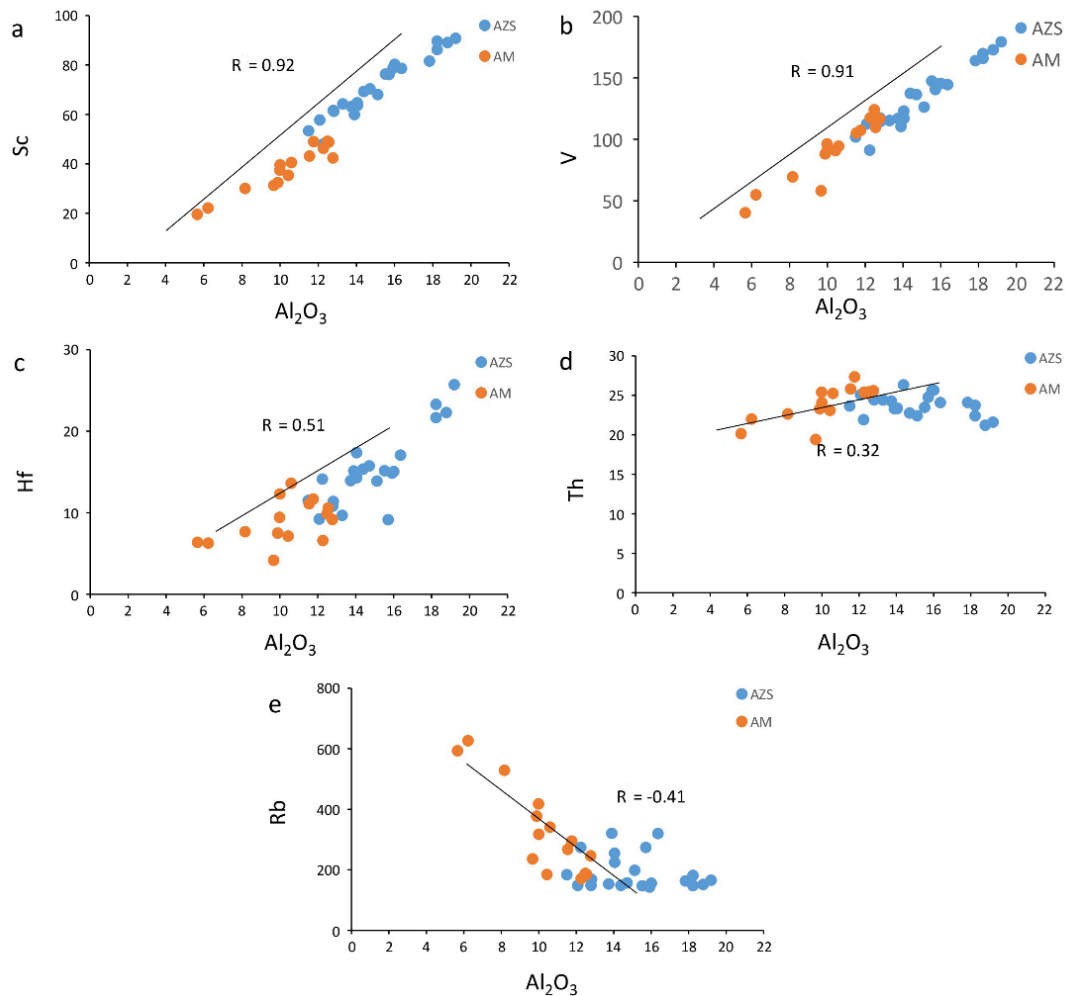 a
100
80
60
40
20
0
Sc
R = 0.92
AZS
AM
0 2 4 6 8 10 12 14 16 18 20 22
Al₂O₃
b
200
150
100
50
0
V
R = 0.91
AZS
AM
0 2 4 6 8 10 12 14 16 18 20 22
Al₂O₃
c
30
20
10
0
Hf
R = 0.51
AZS
AM
0 2 4 6 8 10 12 14 16 18 20 22
Al₂O₃
d
30
25
20
15
10
5
0
Th
R = 0.32
AZS
AM
0 2 4 6 8 10 12 14 16 18 20 22
Al₂O₃
e
800
600
400
200
0
Rb
R = -0.41
AZS
AM
0 2 4 6 8 10 12 14 16 18 20 22
Al₂O₃